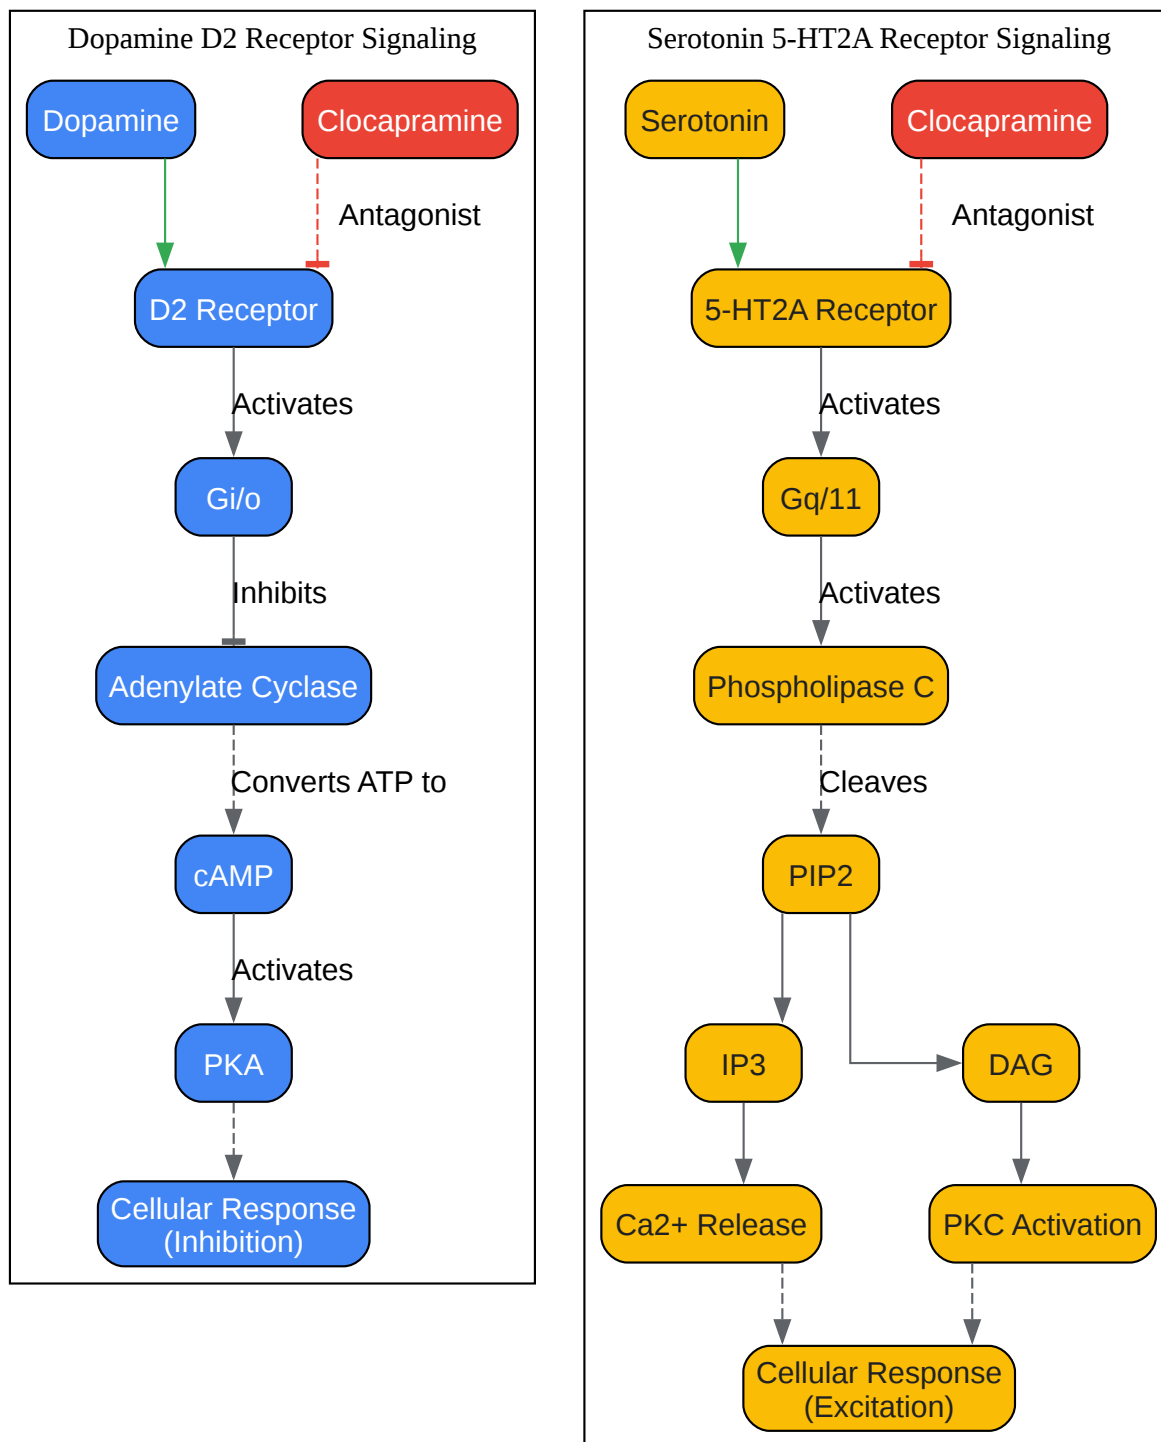 Dopamine D2 Receptor Signaling
Dopamine
Clocapramine
Antagonist
D2 Receptor
Activates
Gi/o
Inhibits
Adenylate Cyclase
Converts ATP to
cAMP
Activates
PKA
Cellular Response
(Inhibition)
Serotonin 5-HT2A Receptor Signaling
Serotonin
Clocapramine
Antagonist
5-HT2A Receptor
Activates
Gq/11
Activates
Phospholipase C
Cleaves
PIP2
IP3
DAG
Ca2+ Release
PKC Activation
Cellular Response
(Excitation)